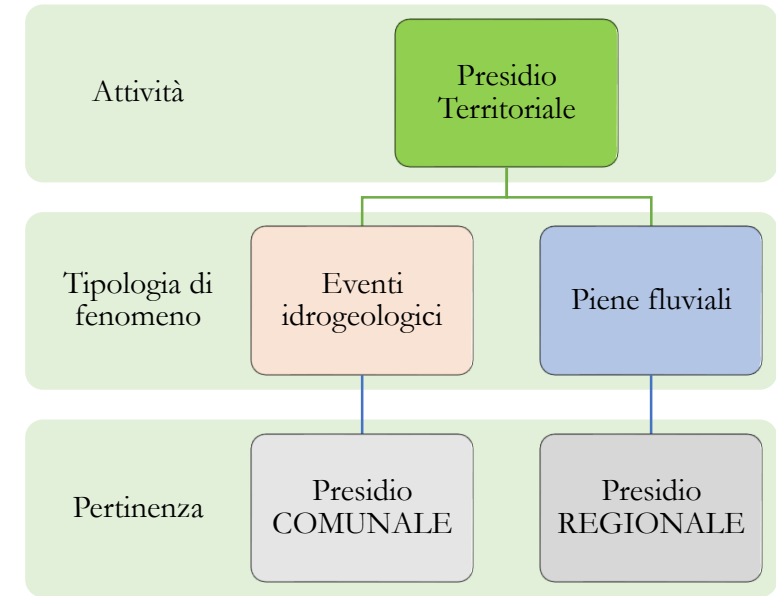 Attività
Presidio
Territoriale
Tipologia di
fenomeno
Eventi
idrogeologici
Piene fluviali
Pertinenza
Presidio
COMUNALE
Presidio
REGIONALE